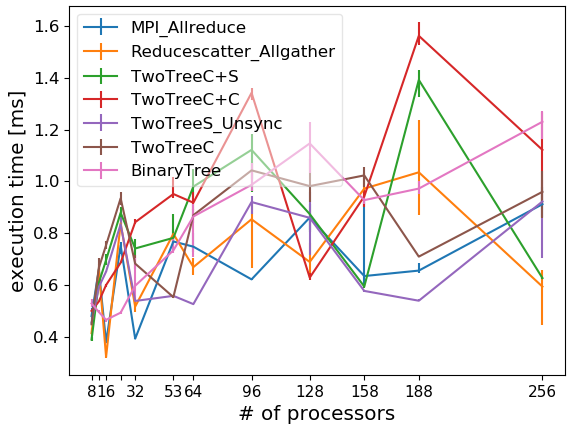 MPI_Allreduce
Reducescatter_Allgather
TwoTreeC+S
TwoTreeC+C
TwoTreeS_Unsync
TwoTreeC
BinaryTree
execution time [ms]
1.6
1.4
1.2
1.0
0.8
0.6
0.4
8 16 32 53 64 96 128 158 188 256
# of processors